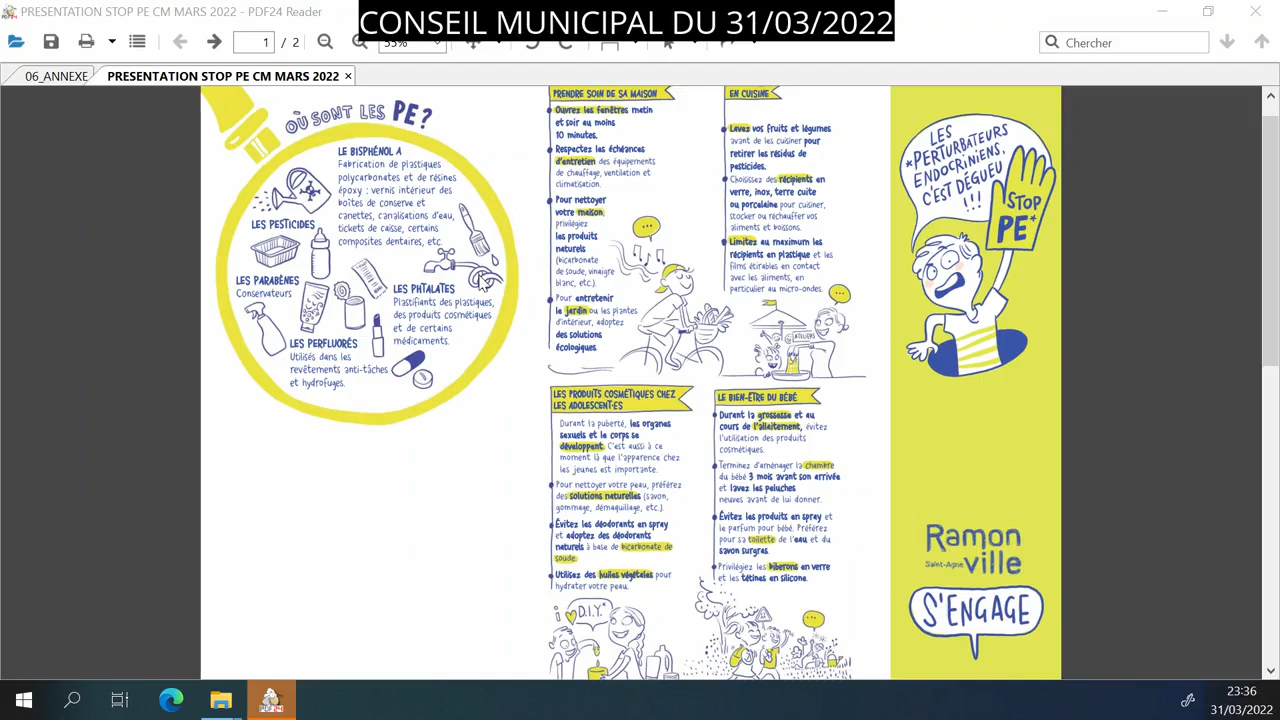 PRESENTATION STOP PE CM MARS 2022 - PDF24 Reader
CONSEIL MUNICIPAL DU 31/03/2022
1 / 2
Chercher
06_ANNEXE
PRESENTATION STOP PE CM MARS 2022
OÙ SONT LES PE?
LE BISPHÉNOL A
Fabrication de plastiques
polycarbonates et de résines
époxy : vernis intérieur des
boîtes de conserve et
canettes, canalisations d'eau,
tickets de caisse, certains
composites dentaires, etc.
LES PESTICIDES
LES PARABÈNES
Conservateurs
LES PHTALATES
Plastifiants des plastiques,
des produits cosmétiques
et de certains
médicaments.
LES PERFLUORÉS
Utilisés dans les
revêtements anti-tâches
et hydrofuges.
PRENDRE SOIN DE SA MAISON
Ouvrez les fenêtres matin
et soir au moins
10 minutes.
Respectez les échéances
d'entretien des équipements
de chauffage, ventilation et
climatisation.
Pour nettoyer
votre maison,
privilégiez
les produits
naturels
(bicarbonate
de soude, vinaigre
blanc, etc.).
Pour entretenir
le jardin ou les plantes
d'intérieur, adoptez
des solutions
écologiques.
EN CUISINE
Lavez vos fruits et légumes
avant de les cuisiner pour
retirer les résidus de
pesticides.
Choisissez des récipients en
verre, inox, terre cuite
ou porcelaine pour cuisiner,
stocker ou réchauffer vos
aliments et boissons.
Limitez au maximum les
récipients en plastique et les
films étirables en contact
avec les aliments, en
particulier au micro-ondes.
ATELIERS
LES PRODUITS COSMÉTIQUES CHEZ
LES ADOLESCENT·ES
Durant la puberté, les organes
sexuels et le corps se
développent. C'est aussi à ce
moment là que l'apparence chez
les jeunes est importante.
Pour nettoyer votre peau, préférez
des solutions naturelles (savon,
gommage, démaquillage, etc.).
Évitez les déodorants en spray
et adoptez des déodorants
naturels à base de bicarbonate de
soude.
Utilisez des huiles végétales pour
hydrater votre peau.
D.I.Y.*
LE BIEN-ÊTRE DU BÉBÉ
Durant la grossesse et au
cours de l'allaitement, évitez
l'utilisation des produits
cosmétiques.
Terminez d'aménager la chambre
du bébé 3 mois avant son arrivée
et lavez les peluches
neuves avant de lui donner.
Évitez les produits en spray et
le parfum pour bébé. Préférez
pour sa toilette de l'eau et du
savon surgras.
Privilégiez les biberons en verre
et les tétines en silicone.
LES
*PERTURBATEURS
ENDOCRINIENS,
C'EST DÉGUEU
!!!
STOP
PE*
Ramon
Saint-Agne ville
S'ENGAGE
23:36
31/03/2022